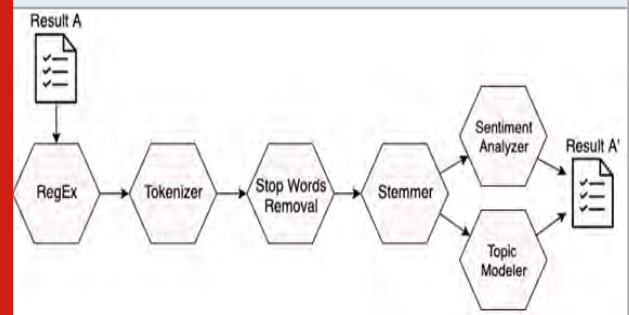 Result A
RegEx
Tokenizer
Stop Words
Removal
Stemmer
Sentiment
Analyzer
Topic
Modeler
Result A'